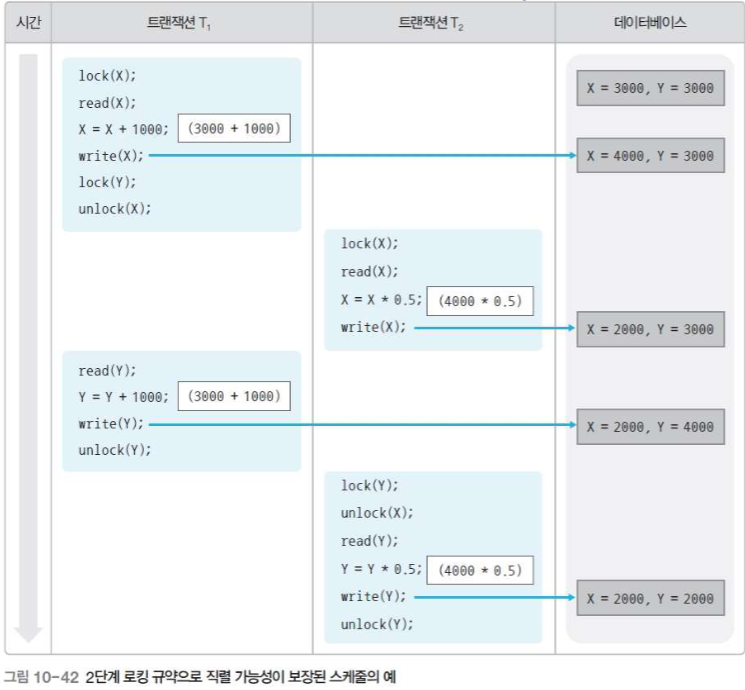 시간 트랜잭션 T₁ 트랜잭션 T₂ 데이터베이스
X = 3000, Y = 3000
lock(X);
read(X);
X = X + 1000; (3000 + 1000)
write(X);
X = 4000, Y = 3000
lock(Y);
unlock(X);
lock(X);
read(X);
X = X * 0.5; (4000 * 0.5)
write(X);
X = 2000, Y = 3000
read(Y);
Y = Y + 1000; (3000 + 1000)
write(Y);
X = 2000, Y = 4000
unlock(Y);
lock(Y);
unlock(X);
read(Y);
Y = Y * 0.5; (4000 * 0.5)
write(Y);
X = 2000, Y = 2000
unlock(Y);
그림 10-42 2단계 로킹 규약으로 직렬 가능성이 보장된 스케줄의 예